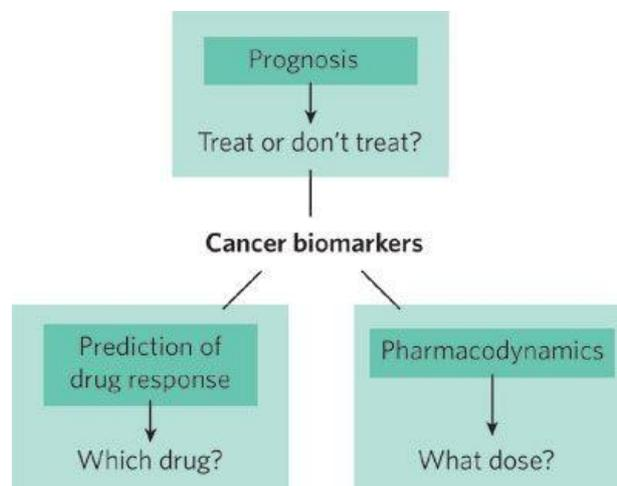 Prognosis
Treat or don't treat?
Cancer biomarkers
Prediction of
drug response
Which drug?
Pharmacodynamics
What dose?